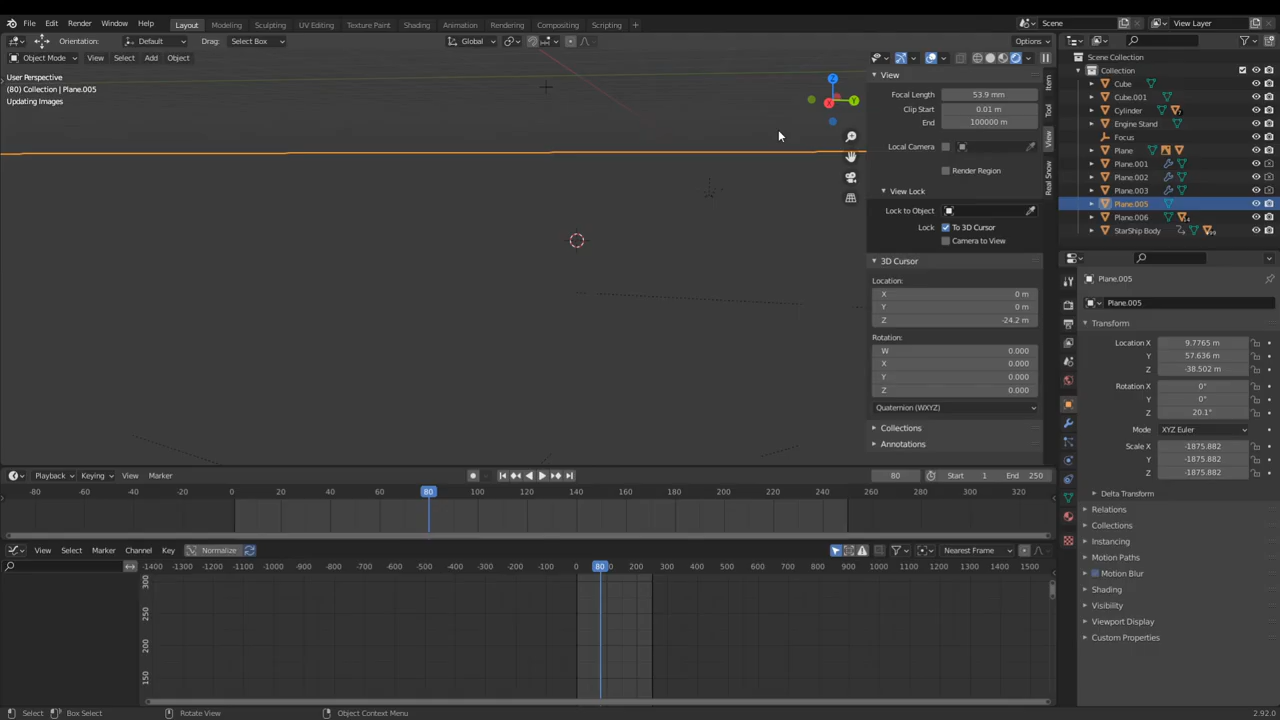 File Edit Render Window Help Layout Modeling Sculpting UV Editing Texture Paint Shading Animation Rendering Compositing Scripting + Scene View Layer
Orientation: Default Drag: Select Box Global Options
Object Mode View Select Add Object
User Perspective
(80) Collection | Plane.005
Updating Images
Z
X Y
View
Focal Length 53.9 mm
Clip Start 0.01 m
End 100000 m
Local Camera
Render Region
View Lock
Lock to Object
Lock To 3D Cursor
Camera to View
3D Cursor
Location:
X 0 m
Y 0 m
Z -24.2 m
Rotation:
W 0.000
X 0.000
Y 0.000
Z 0.000
Quaternion (WXYZ)
Collections
Annotations
Item
Tool
View
Real Snow
Scene Collection
Collection
Cube
Cube.001
Cylinder
Engine Stand
Focus
Plane
Plane.001
Plane.002
Plane.003
Plane.005
Plane.006
StarShip Body
Plane.005
Plane.005
Transform
Location X 9.7765 m
Y 57.636 m
Z -38.502 m
Rotation X 0°
Y 0°
Z 20.1°
Mode XYZ Euler
Scale X -1875.882
Y -1875.882
Z -1875.882
Delta Transform
Relations
Collections
Instancing
Motion Paths
Motion Blur
Shading
Visibility
Viewport Display
Custom Properties
Playback Keying View Marker 80 Start 1 End 250
-80 -60 -40 -20 0 20 40 60 80 100 120 140 160 180 200 220 240 260 280 300 320
View Select Marker Channel Key Normalize Nearest Frame
-1400 -1300 -1200 -1100 -1000 -900 -800 -700 -600 -500 -400 -300 -200 -100 0 80 200 300 400 500 600 700 800 900 1000 1100 1200 1300 1400 1500
300
250
200
150
Select Box Select Rotate View Object Context Menu 2.92.0